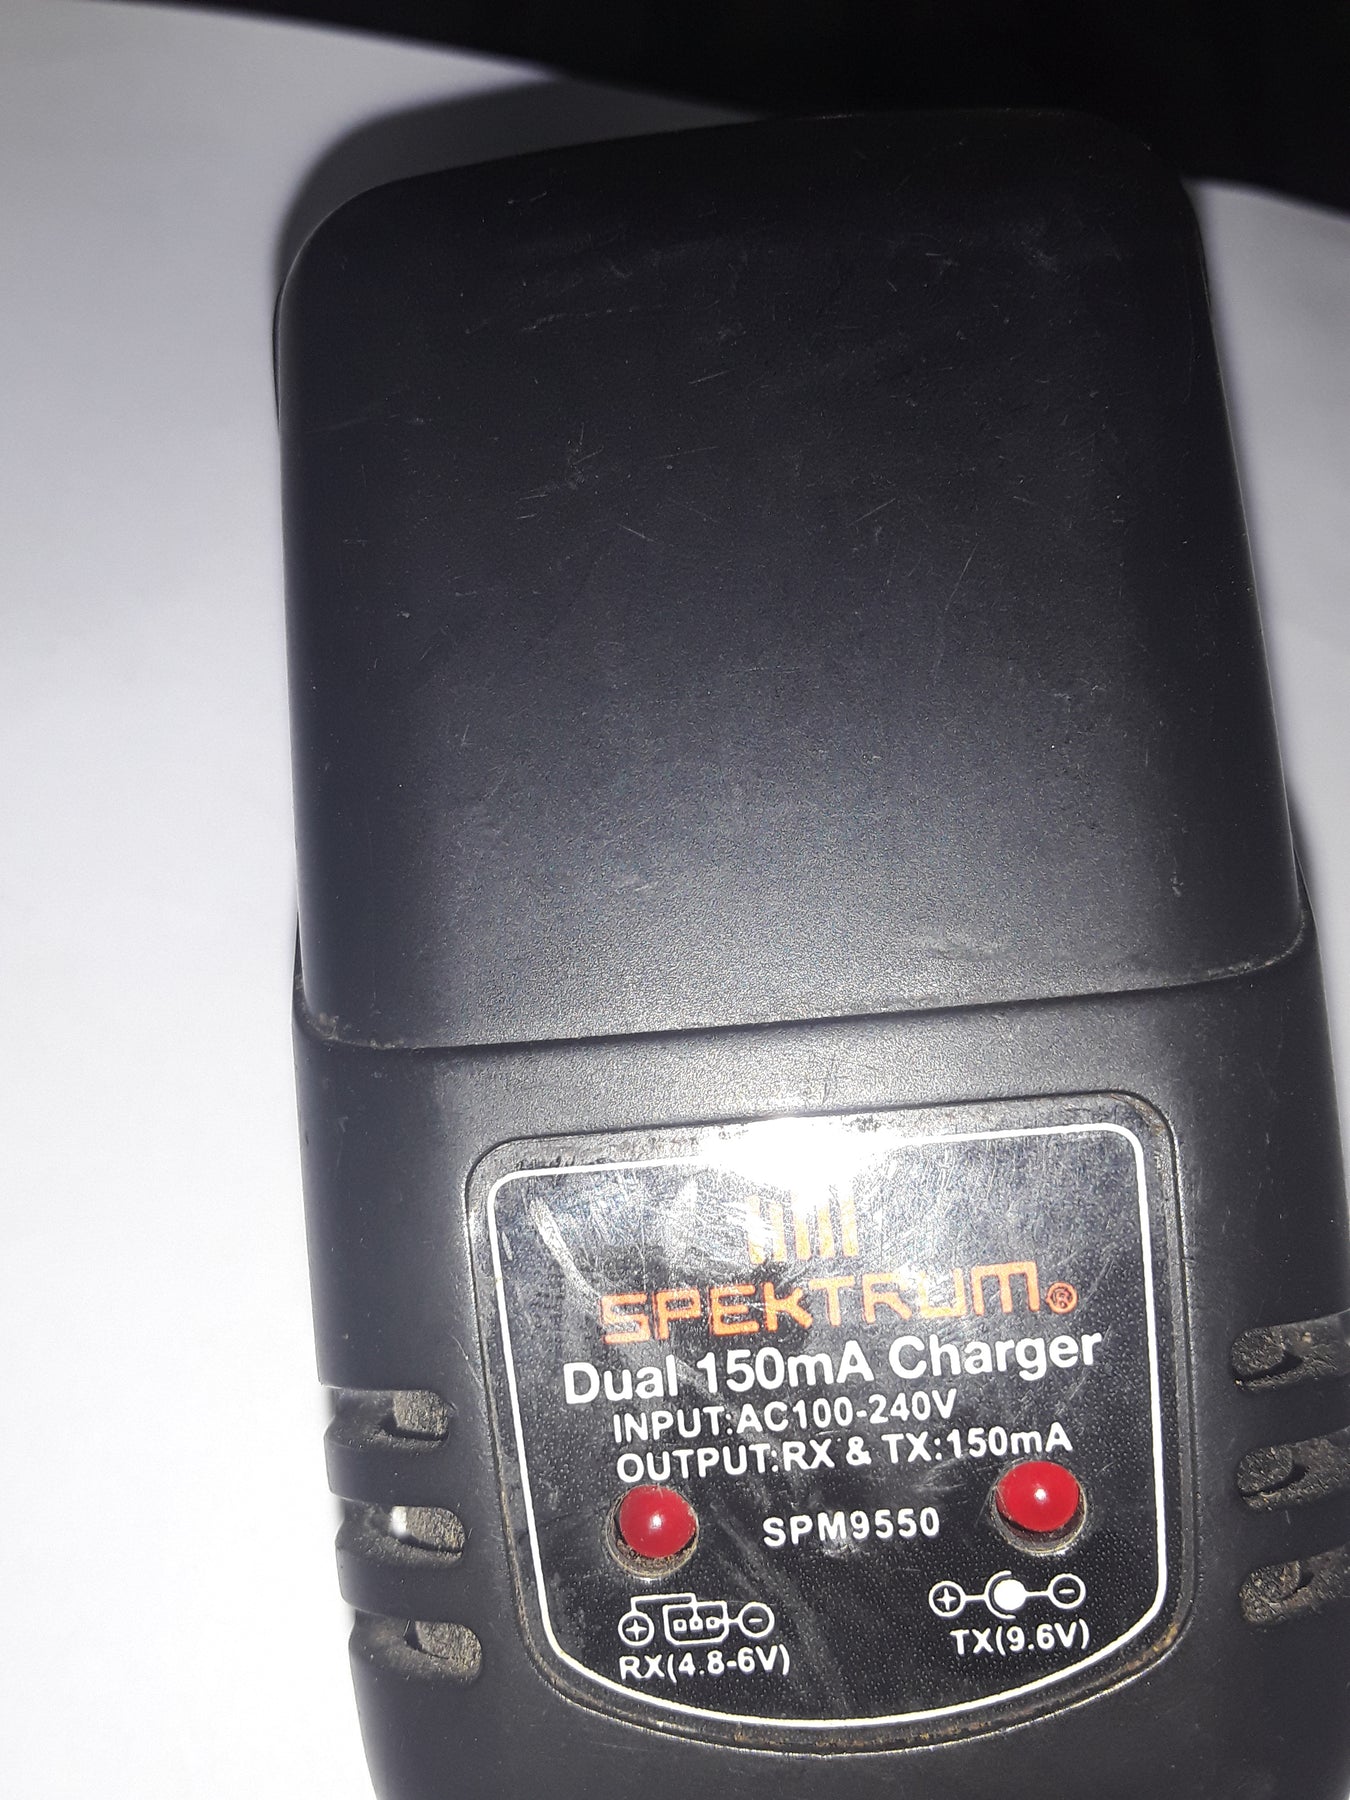 SPEKTRUM®
Dual 150mA Charger
INPUT:AC100-240V
OUTPUT:RX & TX:150mA
SPM9550
RX(4.8-6V)
TX(9.6V)